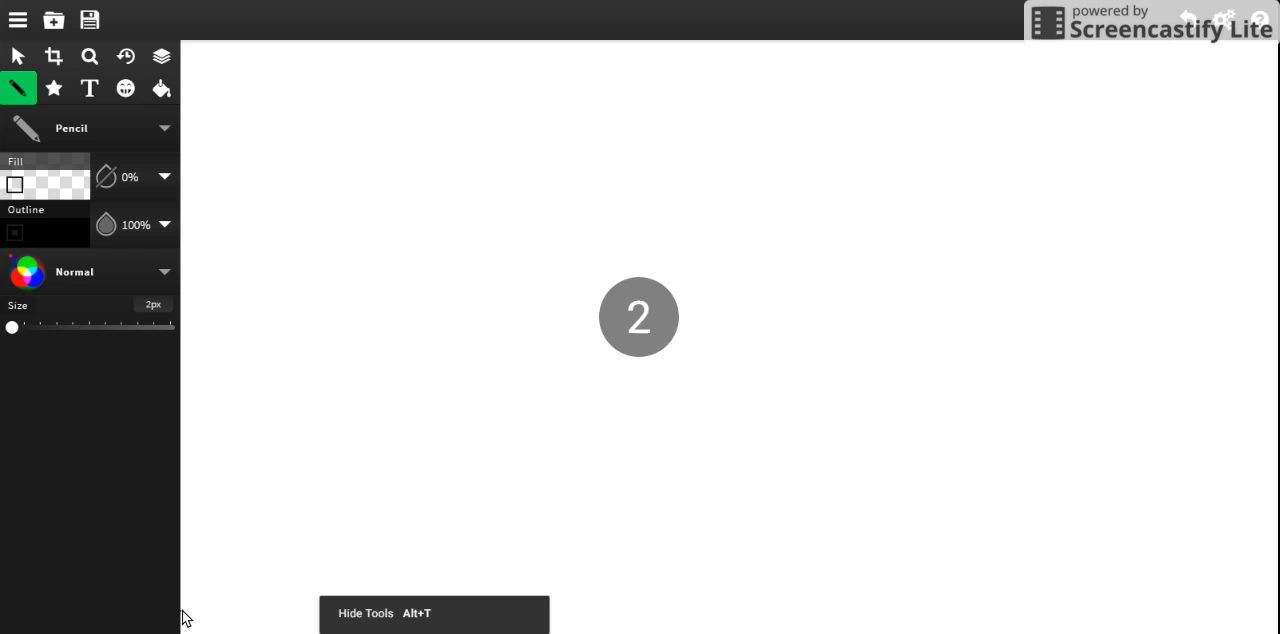 powered by
Screencastify Lite
T
Pencil
Fill
0%
Outline
100%
Normal
Size
2px
2
Hide Tools Alt+T